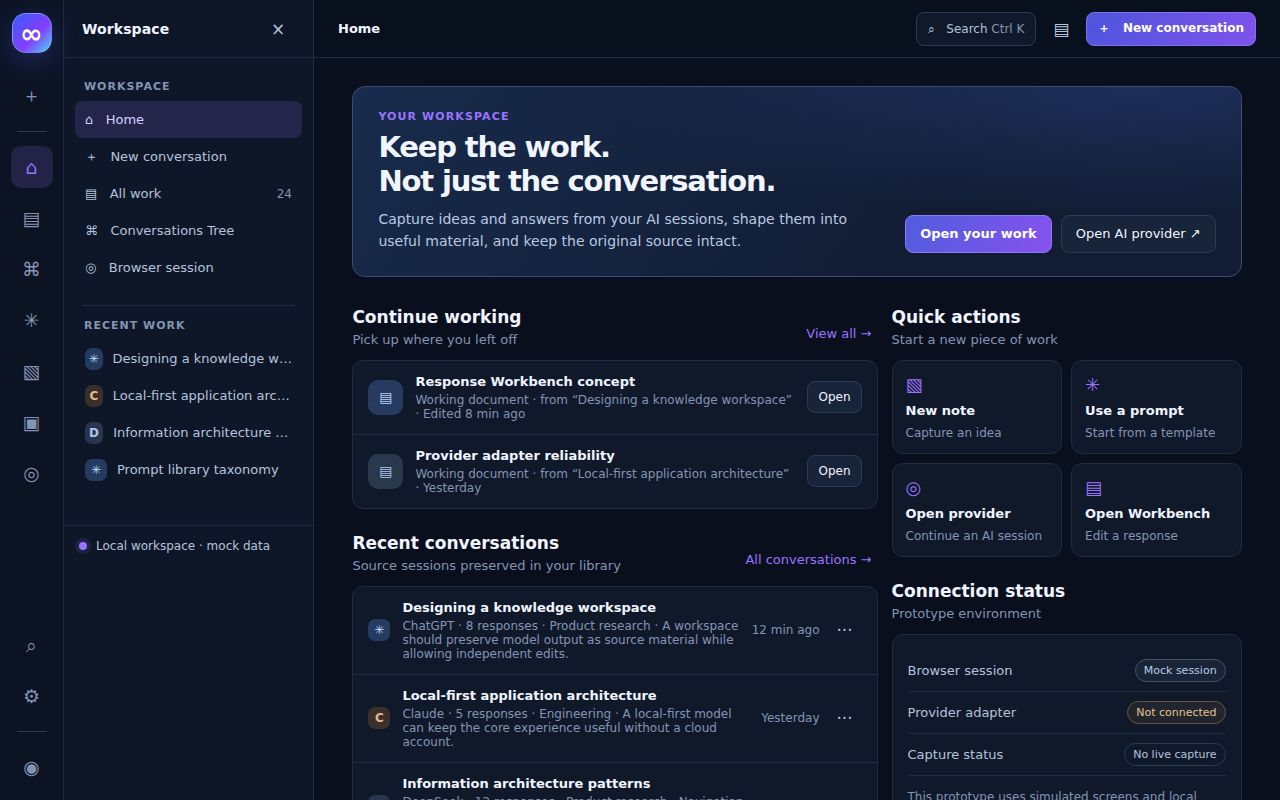 Workspace
×
WORKSPACE
Home
New conversation
All work 24
Conversations Tree
Browser session
RECENT WORK
Designing a knowledge w…
C Local-first application arc…
D Information architecture …
Prompt library taxonomy
Local workspace · mock data
Home
Search Ctrl K
+ New conversation
YOUR WORKSPACE
Keep the work.
Not just the conversation.
Capture ideas and answers from your AI sessions, shape them into
useful material, and keep the original source intact.
Open your work
Open AI provider ↗
Continue working
Pick up where you left off
View all →
Response Workbench concept
Working document · from “Designing a knowledge workspace”
· Edited 8 min ago
Open
Provider adapter reliability
Working document · from “Local-first application architecture”
· Yesterday
Open
Recent conversations
Source sessions preserved in your library
All conversations →
Designing a knowledge workspace
ChatGPT · 8 responses · Product research · A workspace
should preserve model output as source material while
allowing independent edits.
12 min ago
···
C
Local-first application architecture
Claude · 5 responses · Engineering · A local-first model
can keep the core experience useful without a cloud
account.
Yesterday
···
Information architecture patterns
DeepSeek · 12 responses · Product research · Navigation
Quick actions
Start a new piece of work
New note
Capture an idea
Use a prompt
Start from a template
Open provider
Continue an AI session
Open Workbench
Edit a response
Connection status
Prototype environment
Browser session
Mock session
Provider adapter
Not connected
Capture status
No live capture
This prototype uses simulated screens and local